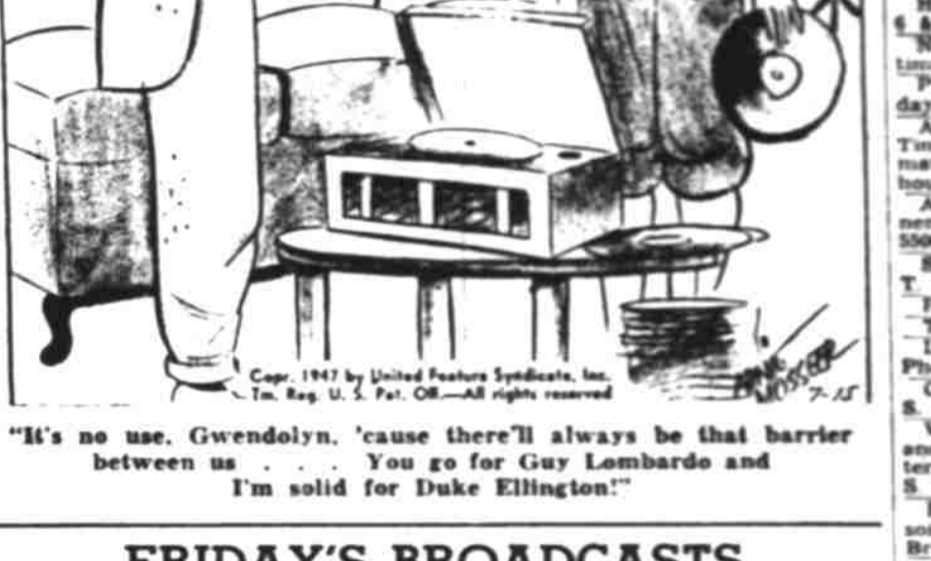 Copr. 1947 by United Feature Syndicate, Inc.
Tm. Reg. U. S. Pat. Off.—All rights reserved
7-15
"It's no use, Gwendolyn, 'cause there'll always be that barrier
between us . . . . You go for Guy Lombardo and
I'm solid for Duke Ellington!"
FRIDAY'S BROADCASTS